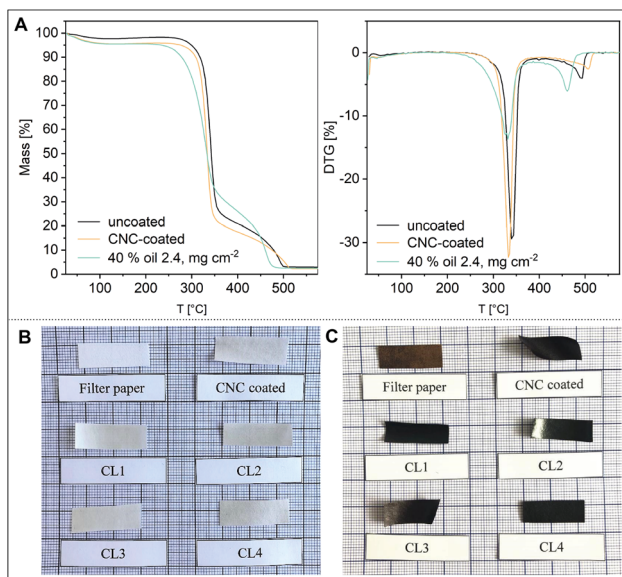 A
100
90
80
70
60
50
40
30
20
10
0
Mass [%]
uncoated
CNC-coated
40 % oil 2.4, mg cm⁻²
100
200
300
400
500
T [°C]
0
-10
-20
-30
DTG [%]
uncoated
CNC-coated
40 % oil 2.4, mg cm⁻²
100
200
300
400
500
T [°C]
B
Filter paper
CNC coated
CL1
CL2
CL3
CL4
C
Filter paper
CNC coated
CL1
CL2
CL3
CL4